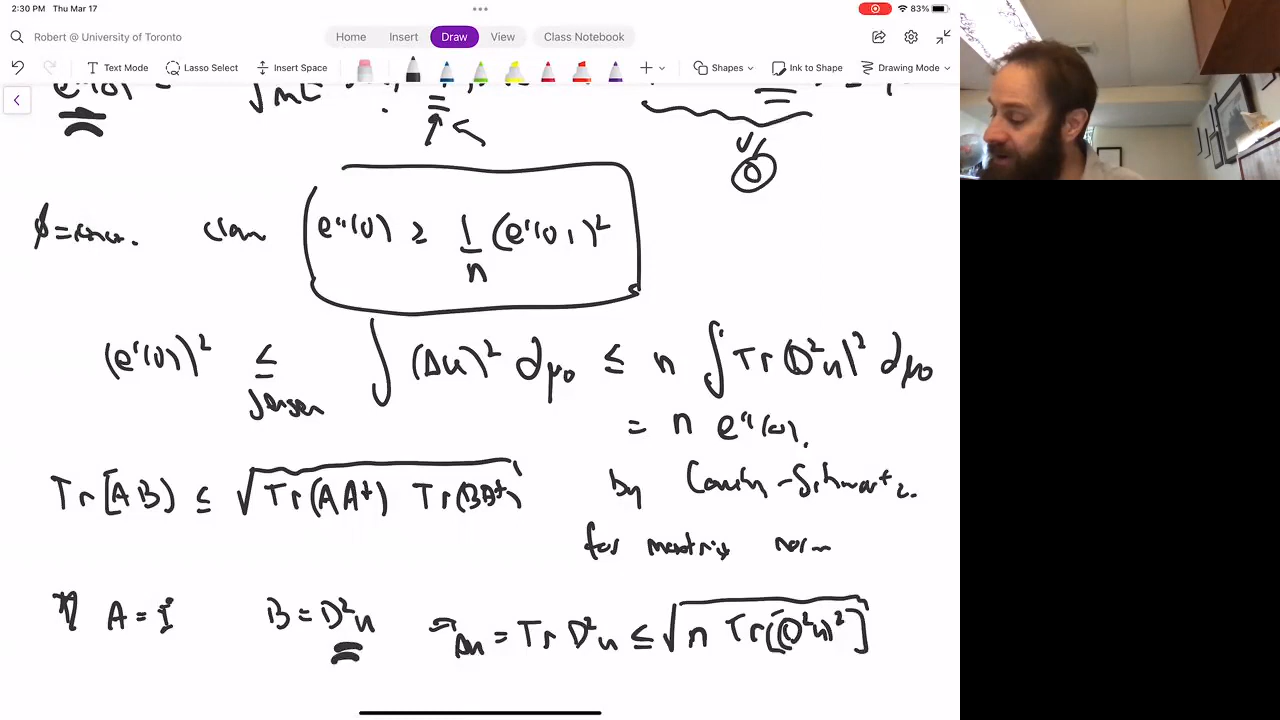 2:30 PM Thu Mar 17
83%
Robert @ University of Toronto
Home Insert Draw View Class Notebook
Text Mode Lasso Select Insert Space Shapes Ink to Shape Drawing Mode
claim e''(0) ≥ 1/n (e'(0))²
(e'(0))² ≤ ∫ (Δu)² dμ₀ ≤ n ∫ Tr(D²u)² dμ₀
Jensen
= n e''(0).
Tr[AB] ≤ √Tr(AA†) Tr(BB†)
by Cauchy-Schwartz.
for matrix norm
A = I B = D²u ⇒ Δu = Tr D²u ≤ √n Tr[(D²u)²]